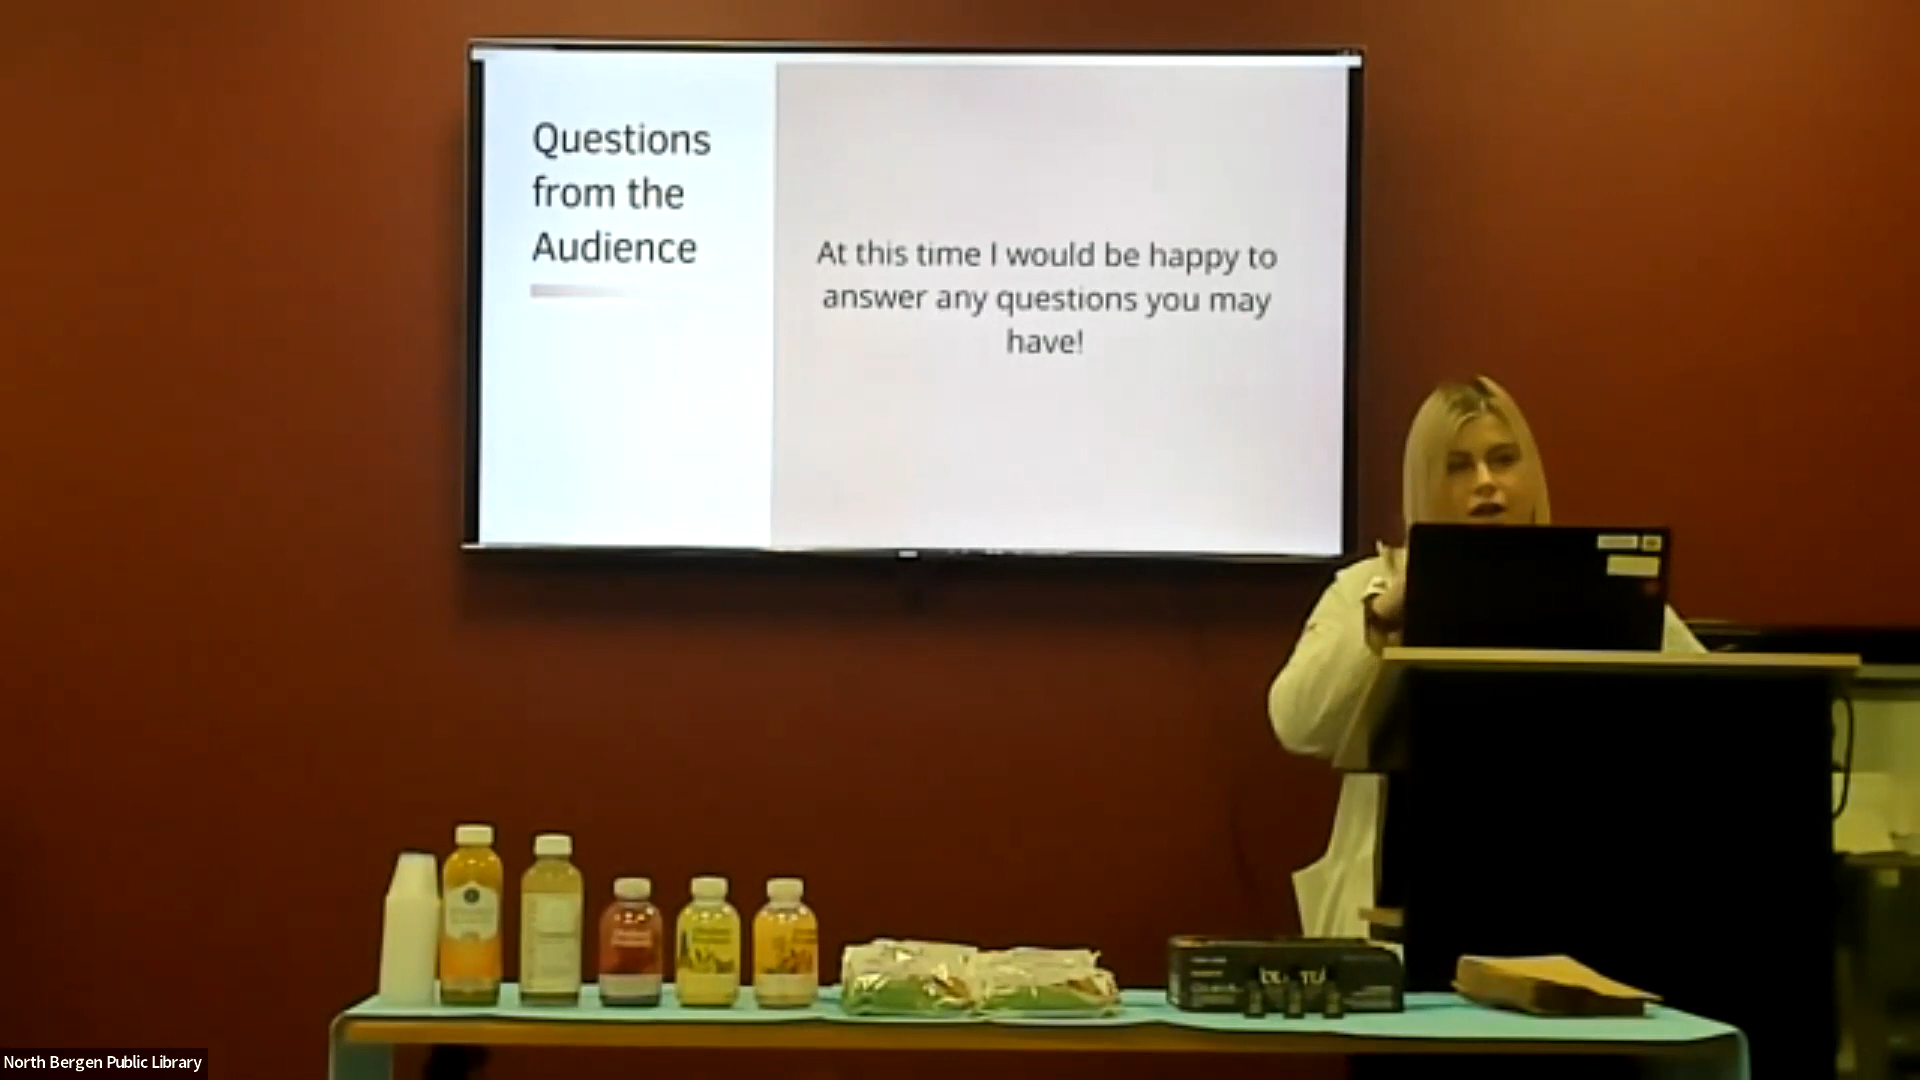 Questions
from the
Audience
At this time I would be happy to
answer any questions you may
have!
North Bergen Public Library